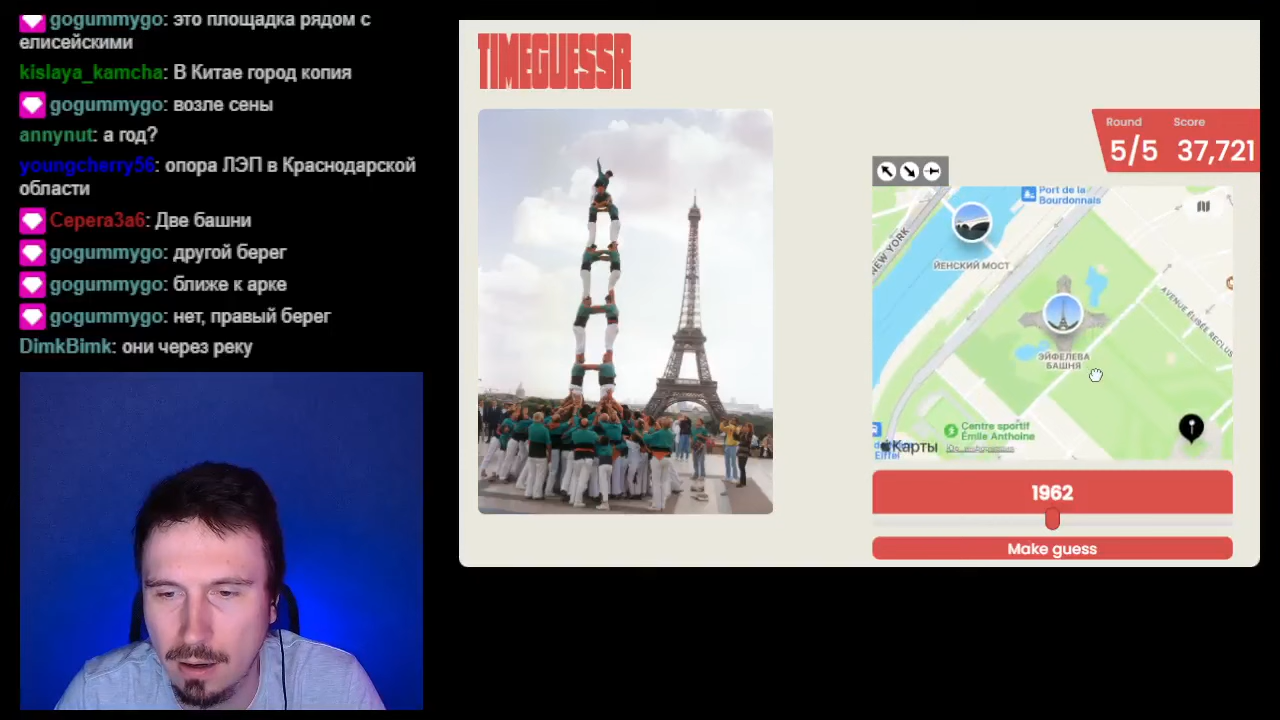 gogummygo: это площадка рядом с
елисейскими
kislaya_kamcha: В Китае город копия
gogummygo: возле сены
annynut: а год?
youngcherry56: опора ЛЭП в Краснодарской
области
Cepera3a6: Две башни
gogummygo: другой берег
gogummygo: ближе к арке
gogummygo: нет, правый берег
DimkBimk: они через реку
TIMEGUESSR
Round
Score
5/5
37,721
Port de la
Bourdonnais
NEW YORK
ЙЕНСКИЙ МОСТ
AVENUE ÉLISÉE RECLUS
ЭЙФЕЛЕВА
БАШНЯ
Centre sportif
Émile Anthoine
Eiffel
Карты
1962
Make guess